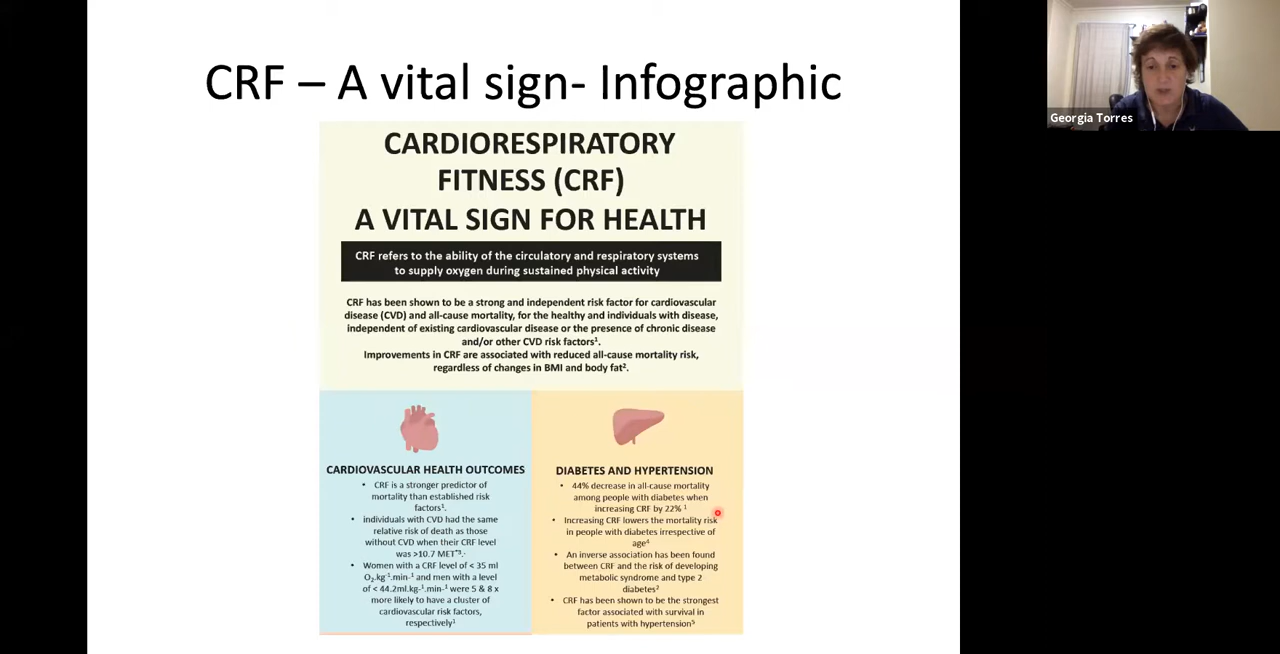 CRF – A vital sign- Infographic
Georgia Torres
CARDIORESPIRATORY
FITNESS (CRF)
A VITAL SIGN FOR HEALTH
CRF refers to the ability of the circulatory and respiratory systems
to supply oxygen during sustained physical activity
CRF has been shown to be a strong and independent risk factor for cardiovascular
disease (CVD) and all-cause mortality, for the healthy and individuals with disease,
independent of existing cardiovascular disease or the presence of chronic disease
and/or other CVD risk factors¹.
Improvements in CRF are associated with reduced all-cause mortality risk,
regardless of changes in BMI and body fat².
CARDIOVASCULAR HEALTH OUTCOMES
• CRF is a stronger predictor of
mortality than established risk
factors¹.
• individuals with CVD had the same
relative risk of death as those
without CVD when their CRF level
was >10.7 MET*³.
• Women with a CRF level of < 35 ml
O₂.kg⁻¹.min⁻¹ and men with a level
of < 44.2ml.kg⁻¹.min⁻¹ were 5 & 8 x
more likely to have a cluster of
cardiovascular risk factors,
respectively¹
DIABETES AND HYPERTENSION
• 44% decrease in all-cause mortality
among people with diabetes when
increasing CRF by 22% ¹
• Increasing CRF lowers the mortality risk
in people with diabetes irrespective of
age⁴
• An inverse association has been found
between CRF and the risk of developing
metabolic syndrome and type 2
diabetes²
• CRF has been shown to be the strongest
factor associated with survival in
patients with hypertension⁵